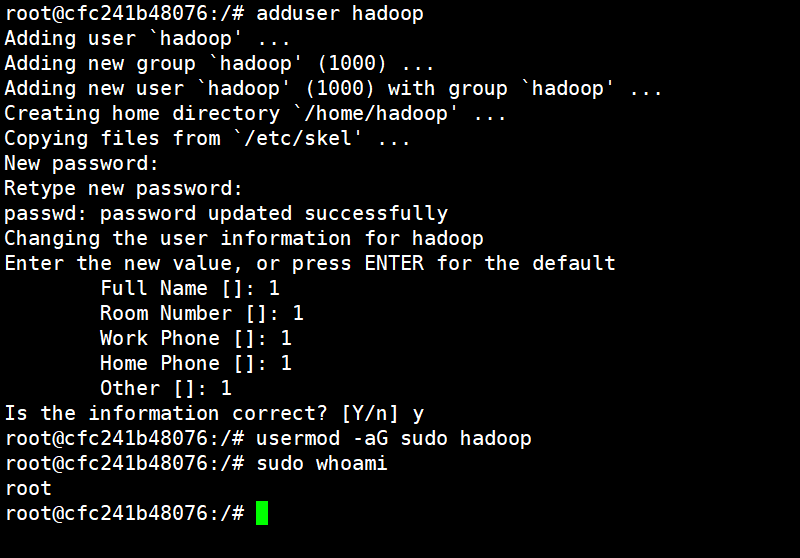 root@cfc241b48076:/# adduser hadoop
Adding user `hadoop' ...
Adding new group `hadoop' (1000) ...
Adding new user `hadoop' (1000) with group `hadoop' ...
Creating home directory `/home/hadoop' ...
Copying files from `/etc/skel' ...
New password:
Retype new password:
passwd: password updated successfully
Changing the user information for hadoop
Enter the new value, or press ENTER for the default
        Full Name []: 1
        Room Number []: 1
        Work Phone []: 1
        Home Phone []: 1
        Other []: 1
Is the information correct? [Y/n] y
root@cfc241b48076:/# usermod -aG sudo hadoop
root@cfc241b48076:/# sudo whoami
root
root@cfc241b48076:/#